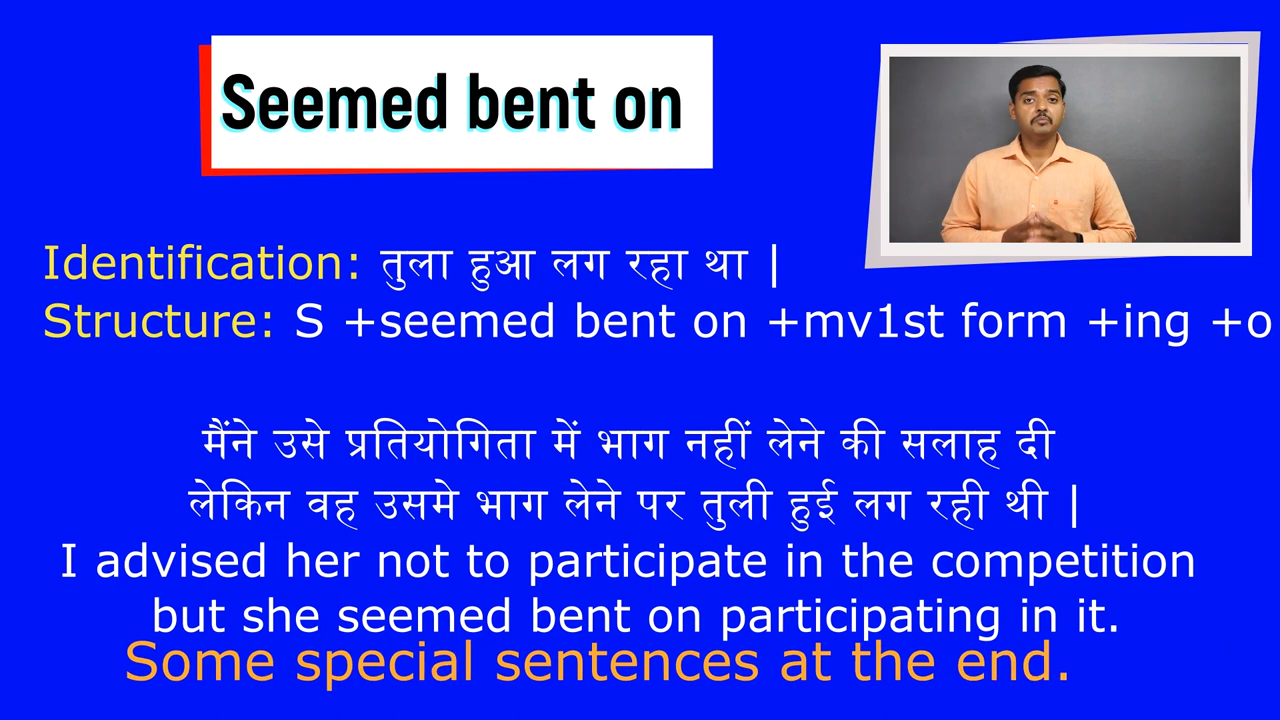 Seemed bent on
Identification: तुला हुआ लग रहा था |
Structure: S +seemed bent on +mv1st form +ing +o
मैंने उसे प्रतियोगिता में भाग नहीं लेने की सलाह दी
लेकिन वह उसमे भाग लेने पर तुली हुई लग रही थी |
I advised her not to participate in the competition
but she seemed bent on participating in it.
Some special sentences at the end.